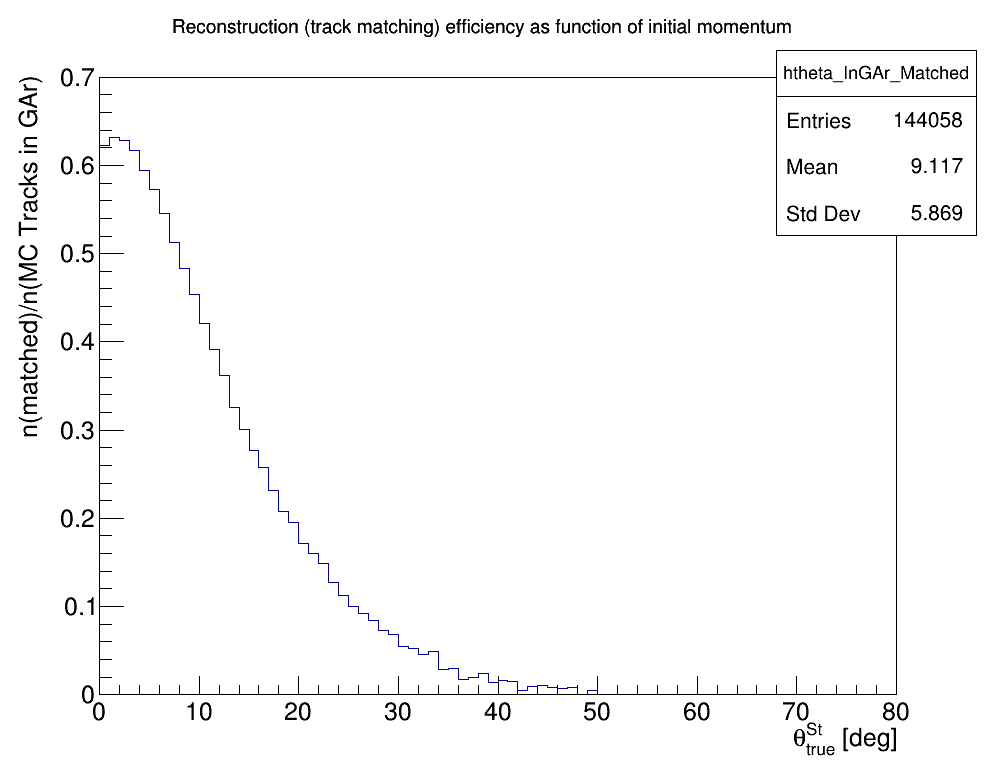 Reconstruction (track matching) efficiency as function of initial momentum
htheta_InGAr_Matched
Entries 144058
Mean 9.117
Std Dev 5.869
n(matched)/n(MC Tracks in GAr)
0.7
0.6
0.5
0.4
0.3
0.2
0.1
0
0 10 20 30 40 50 60 70 80
θ^St_true [deg]